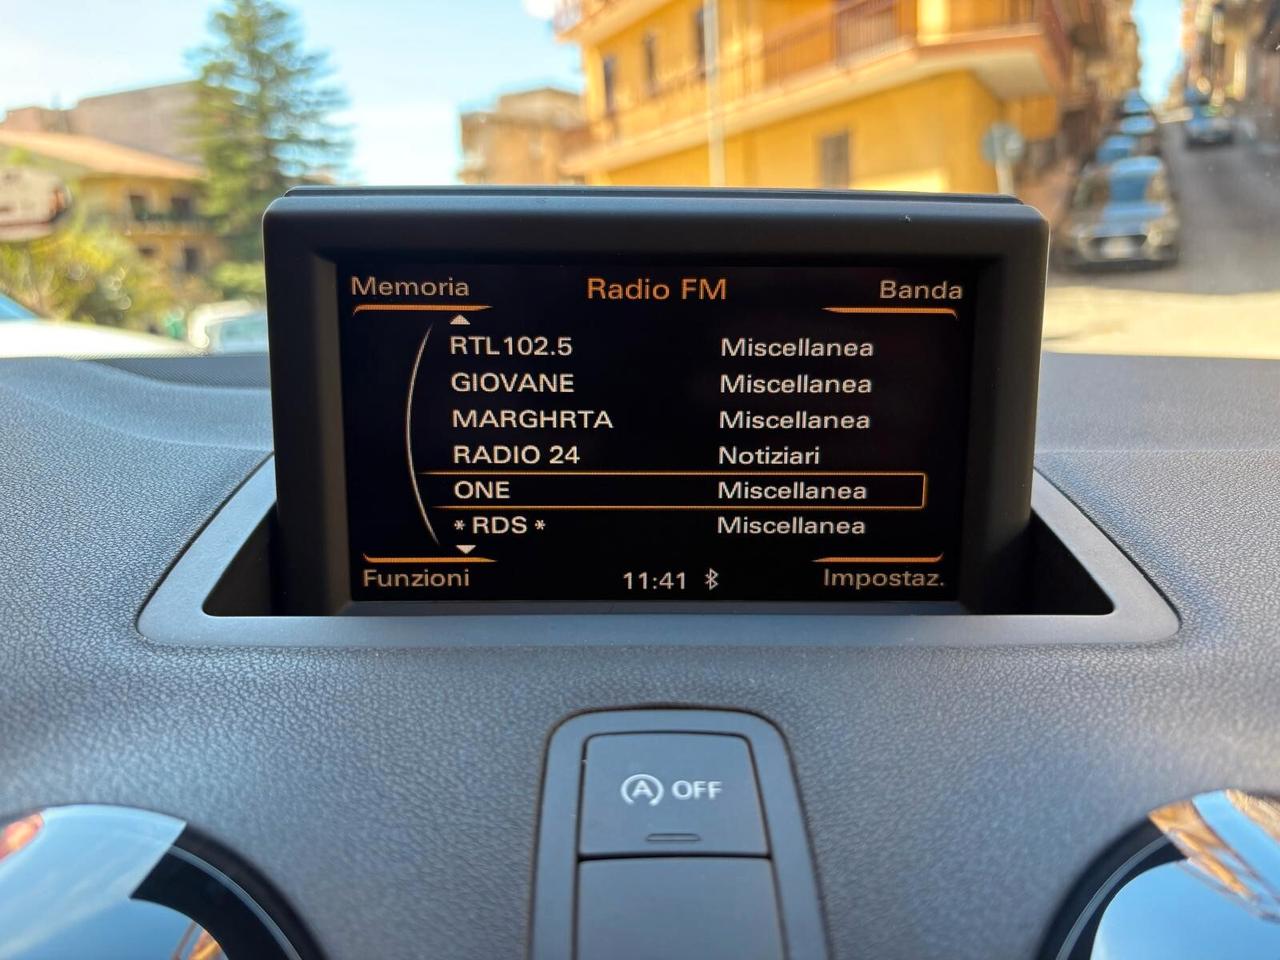 Memoria Radio FM Banda
RTL102.5 Miscellanea
GIOVANE Miscellanea
MARGHRTA Miscellanea
RADIO 24 Notiziari
ONE Miscellanea
* RDS * Miscellanea
Funzioni 11:41 Impostaz.
A OFF